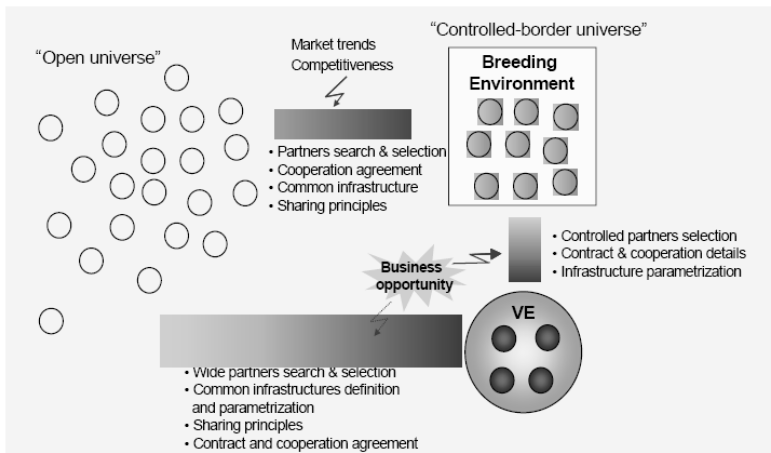 “Open universe”
Market trends
Competitiveness
“Controlled-border universe”
Breeding
Environment
• Partners search & selection
• Cooperation agreement
• Common infrastructure
• Sharing principles
Business
opportunity
• Controlled partners selection
• Contract & cooperation details
• Infrastructure parametrization
VE
• Wide partners search & selection
• Common infrastructures definition
and parametrization
• Sharing principles
• Contract and cooperation agreement